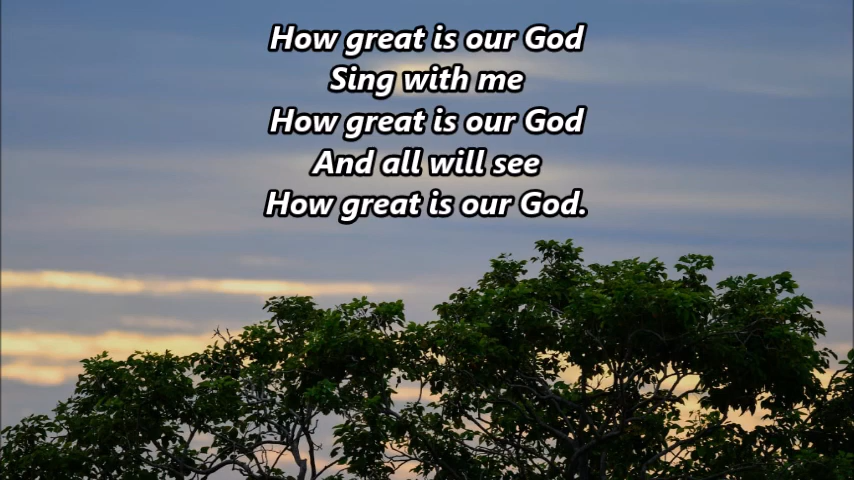 How great is our God
Sing with me
How great is our God
And all will see
How great is our God.